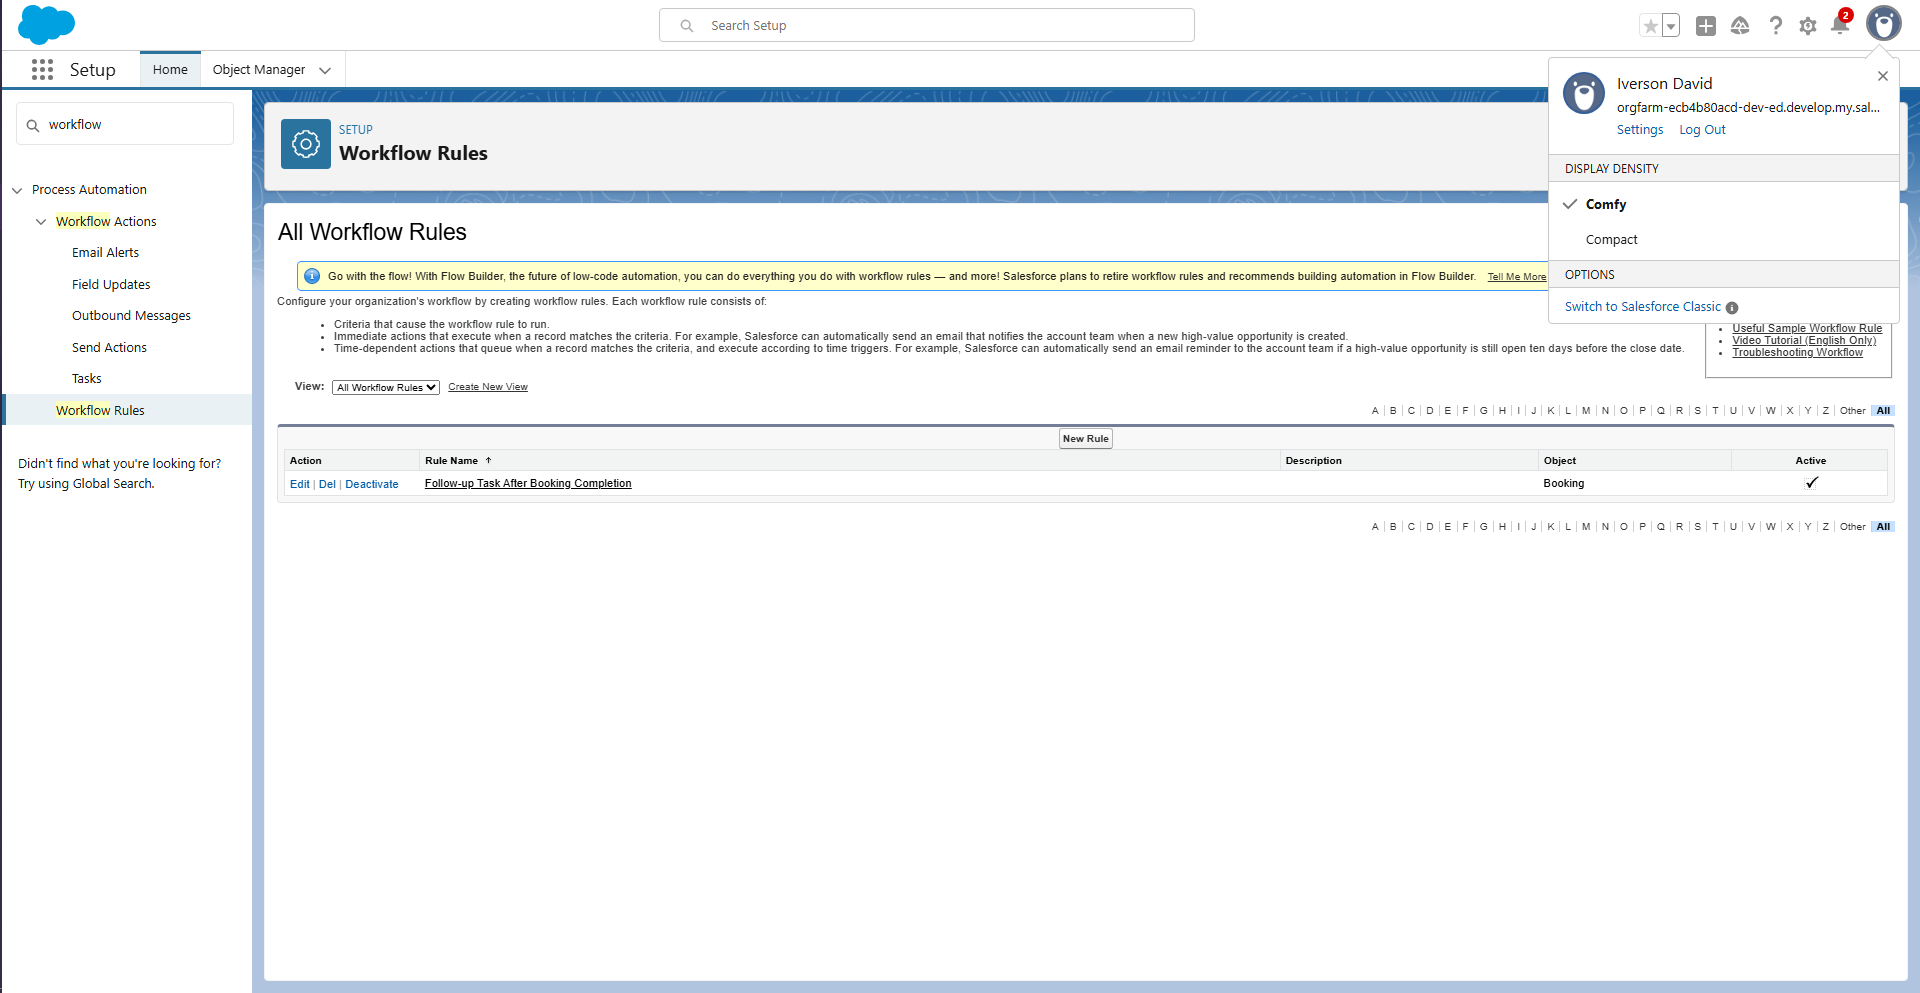 Search Setup
2
Setup
Home
Object Manager
Iverson David
orgfarm-ecb4b80acd-dev-ed.develop.my.sal...
Settings
Log Out
DISPLAY DENSITY
Comfy
Compact
OPTIONS
Switch to Salesforce Classic
workflow
Process Automation
Workflow Actions
Email Alerts
Field Updates
Outbound Messages
Send Actions
Tasks
Workflow Rules
Didn't find what you're looking for?
Try using Global Search.
SETUP
Workflow Rules
All Workflow Rules
Go with the flow! With Flow Builder, the future of low-code automation, you can do everything you do with workflow rules — and more! Salesforce plans to retire workflow rules and recommends building automation in Flow Builder. Tell Me More
Configure your organization's workflow by creating workflow rules. Each workflow rule consists of:
• Criteria that cause the workflow rule to run.
• Immediate actions that execute when a record matches the criteria. For example, Salesforce can automatically send an email that notifies the account team when a new high-value opportunity is created.
• Time-dependent actions that queue when a record matches the criteria, and execute according to time triggers. For example, Salesforce can automatically send an email reminder to the account team if a high-value opportunity is still open ten days before the close date.
• Useful Sample Workflow Rule
• Video Tutorial (English Only)
• Troubleshooting Workflow
View: All Workflow Rules Create New View
A | B | C | D | E | F | G | H | I | J | K | L | M | N | O | P | Q | R | S | T | U | V | W | X | Y | Z | Other All
New Rule
Action Rule Name Description Object Active
Edit | Del | Deactivate Follow-up Task After Booking Completion Booking
A | B | C | D | E | F | G | H | I | J | K | L | M | N | O | P | Q | R | S | T | U | V | W | X | Y | Z | Other All